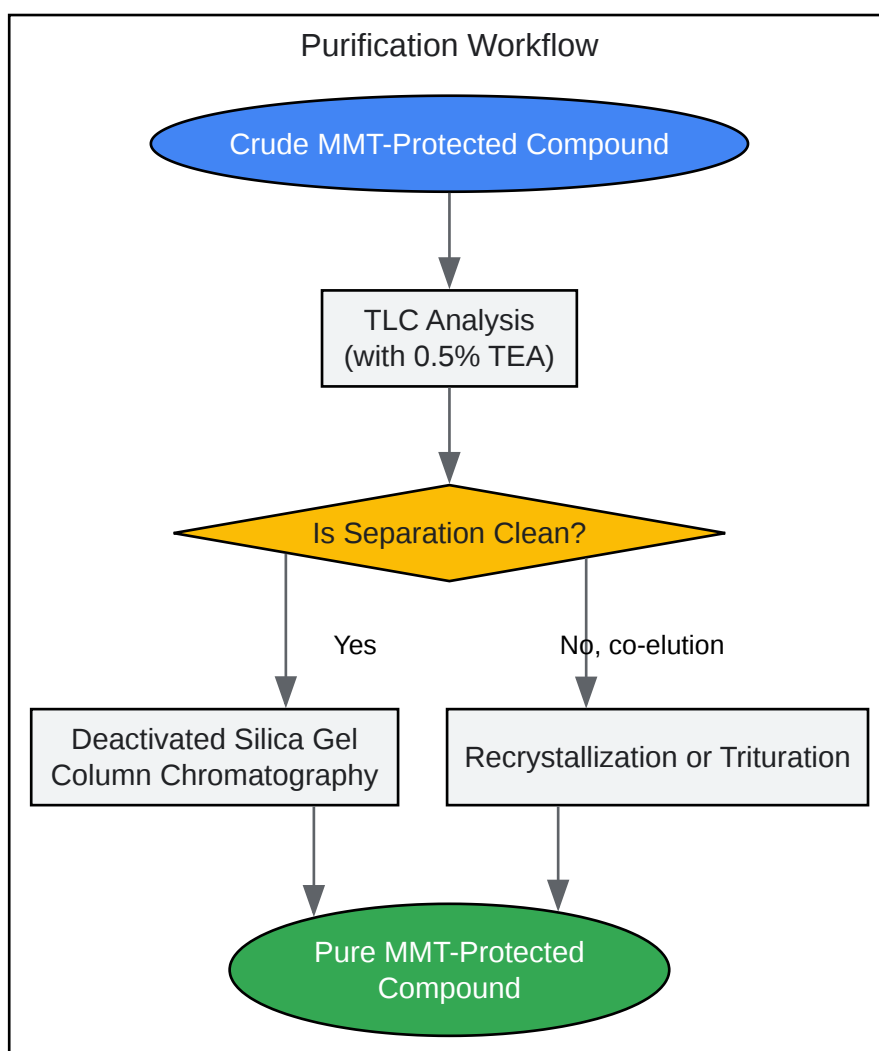 Purification Workflow
Crude MMT-Protected Compound
TLC Analysis
(with 0.5% TEA)
Is Separation Clean?
Yes
No, co-elution
Deactivated Silica Gel
Column Chromatography
Recrystallization or Trituration
Pure MMT-Protected
Compound